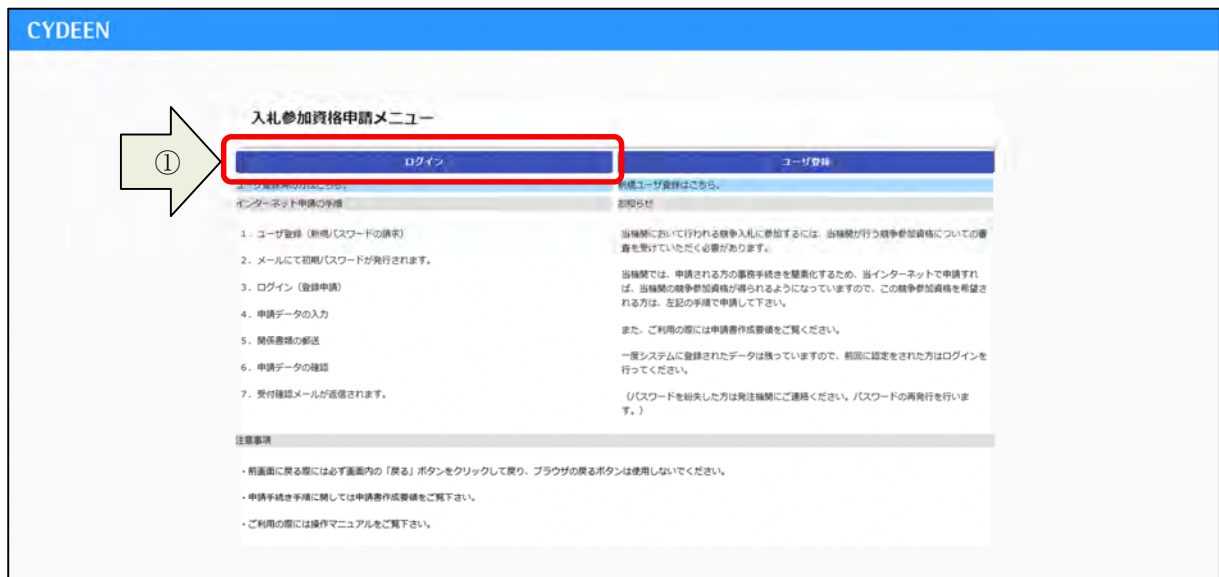 CYDEEN
入札参加資格申請メニュー
①
ログイン
ユーザ登録
ユーザ登録済の方はこちら。
新規ユーザ登録はこちら。
インターネット申請の手順
お知らせ
1. ユーザ登録（新規パスワードの請求）
2. メールにて初期パスワードが発行されます。
3. ログイン（登録申請）
4. 申請データの入力
5. 関係書類の郵送
6. 申請データの確認
7. 受付確認メールが返信されます。
当機関において行われる競争入札に参加するには、当機関が行う競争参加資格についての審
査を受けていただく必要があります。
当機関では、申請される方の事務手続きを簡素化するため、当インターネットで申請すれ
ば、当機関の競争参加資格が得られるようになっていますので、この競争参加資格を希望さ
れる方は、左記の手順で申請して下さい。
また、ご利用の際には申請書作成要領をご覧ください。
一度システムに登録されたデータは残っていますので、前回に認定をされた方はログインを
行ってください。
（パスワードを紛失した方は発注機関にご連絡ください。パスワードの再発行を行いま
す。）
注意事項
・前画面に戻る際には必ず画面内の「戻る」ボタンをクリックして戻り、ブラウザの戻るボタンは使用しないでください。
・申請手続き手順に関しては申請書作成要領をご覧下さい。
・ご利用の際には操作マニュアルをご覧下さい。